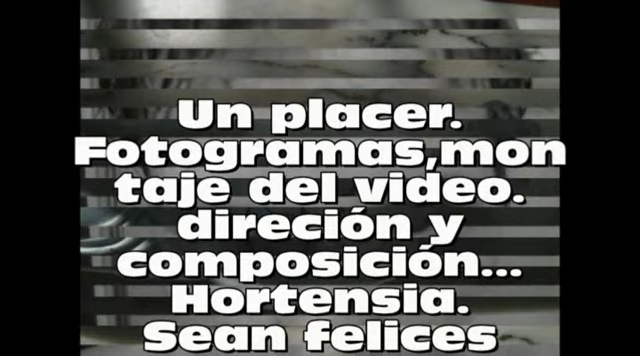 Un placer.
Fotogramas,mon
taje del video.
direción y
composición...
Hortensia.
Sean felices